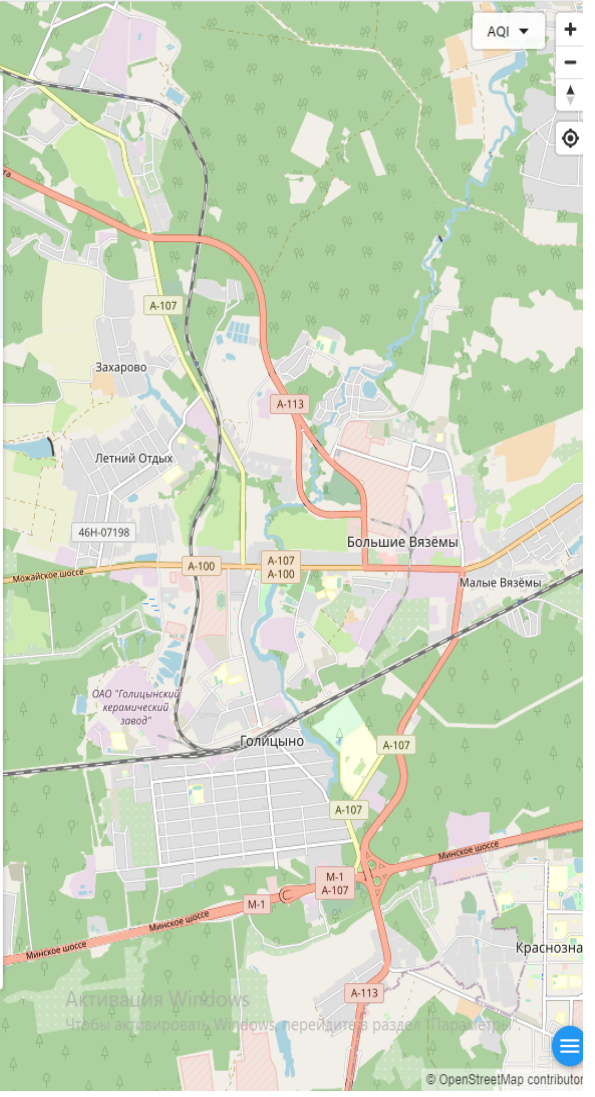 AQI
A-107
Захарово
A-113
Летний Отдых
46Н-07198
Большие Вязёмы
A-107
A-100
A-100
Можайское шоссе
Малые Вязёмы
ОАО "Голицынский
керамический
завод"
Голицыно
A-107
A-107
Минское шоссе
M-1
A-107
M-1
Минское шоссе
Минское шоссе
Краснозна
A-113
Активация Windows
Чтобы активировать Windows, перейдите в раздел "Параметры".
© OpenStreetMap contributor